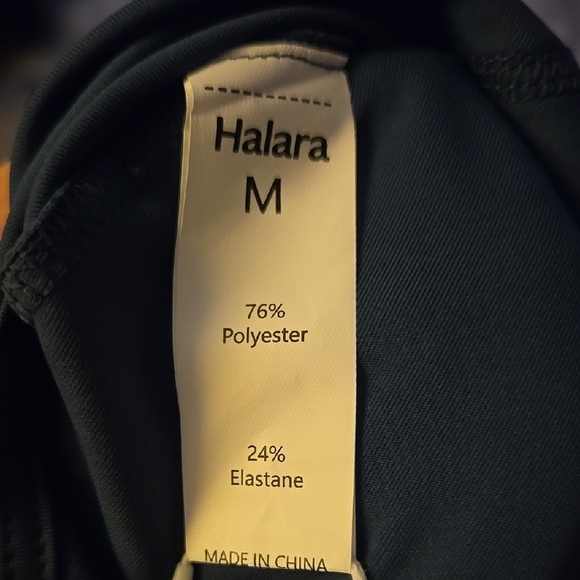 Halara
M
76%
Polyester
24%
Elastane
MADE IN CHINA